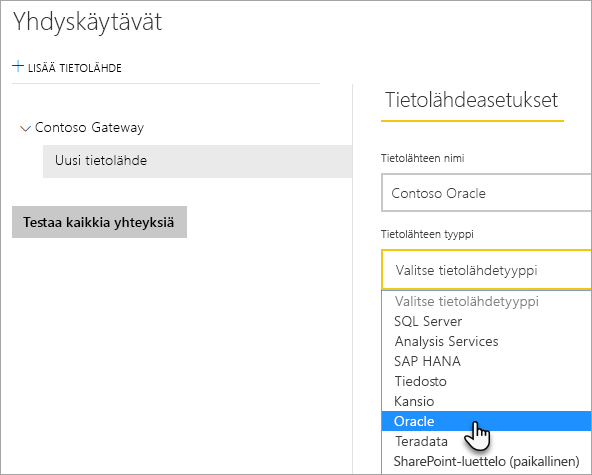 Yhdyskäytävät
+ LISÄÄ TIETOLÄHDE
Contoso Gateway
Uusi tietolähde
Testaa kaikkia yhteyksiä
Tietolähdeasetukset
Tietolähteen nimi
Contoso Oracle
Tietolähteen tyyppi
Valitse tietolähdetyyppi
Valitse tietolähdetyyppi
SQL Server
Analysis Services
SAP HANA
Tiedosto
Kansio
Oracle
Teradata
SharePoint-luettelo (paikallinen)